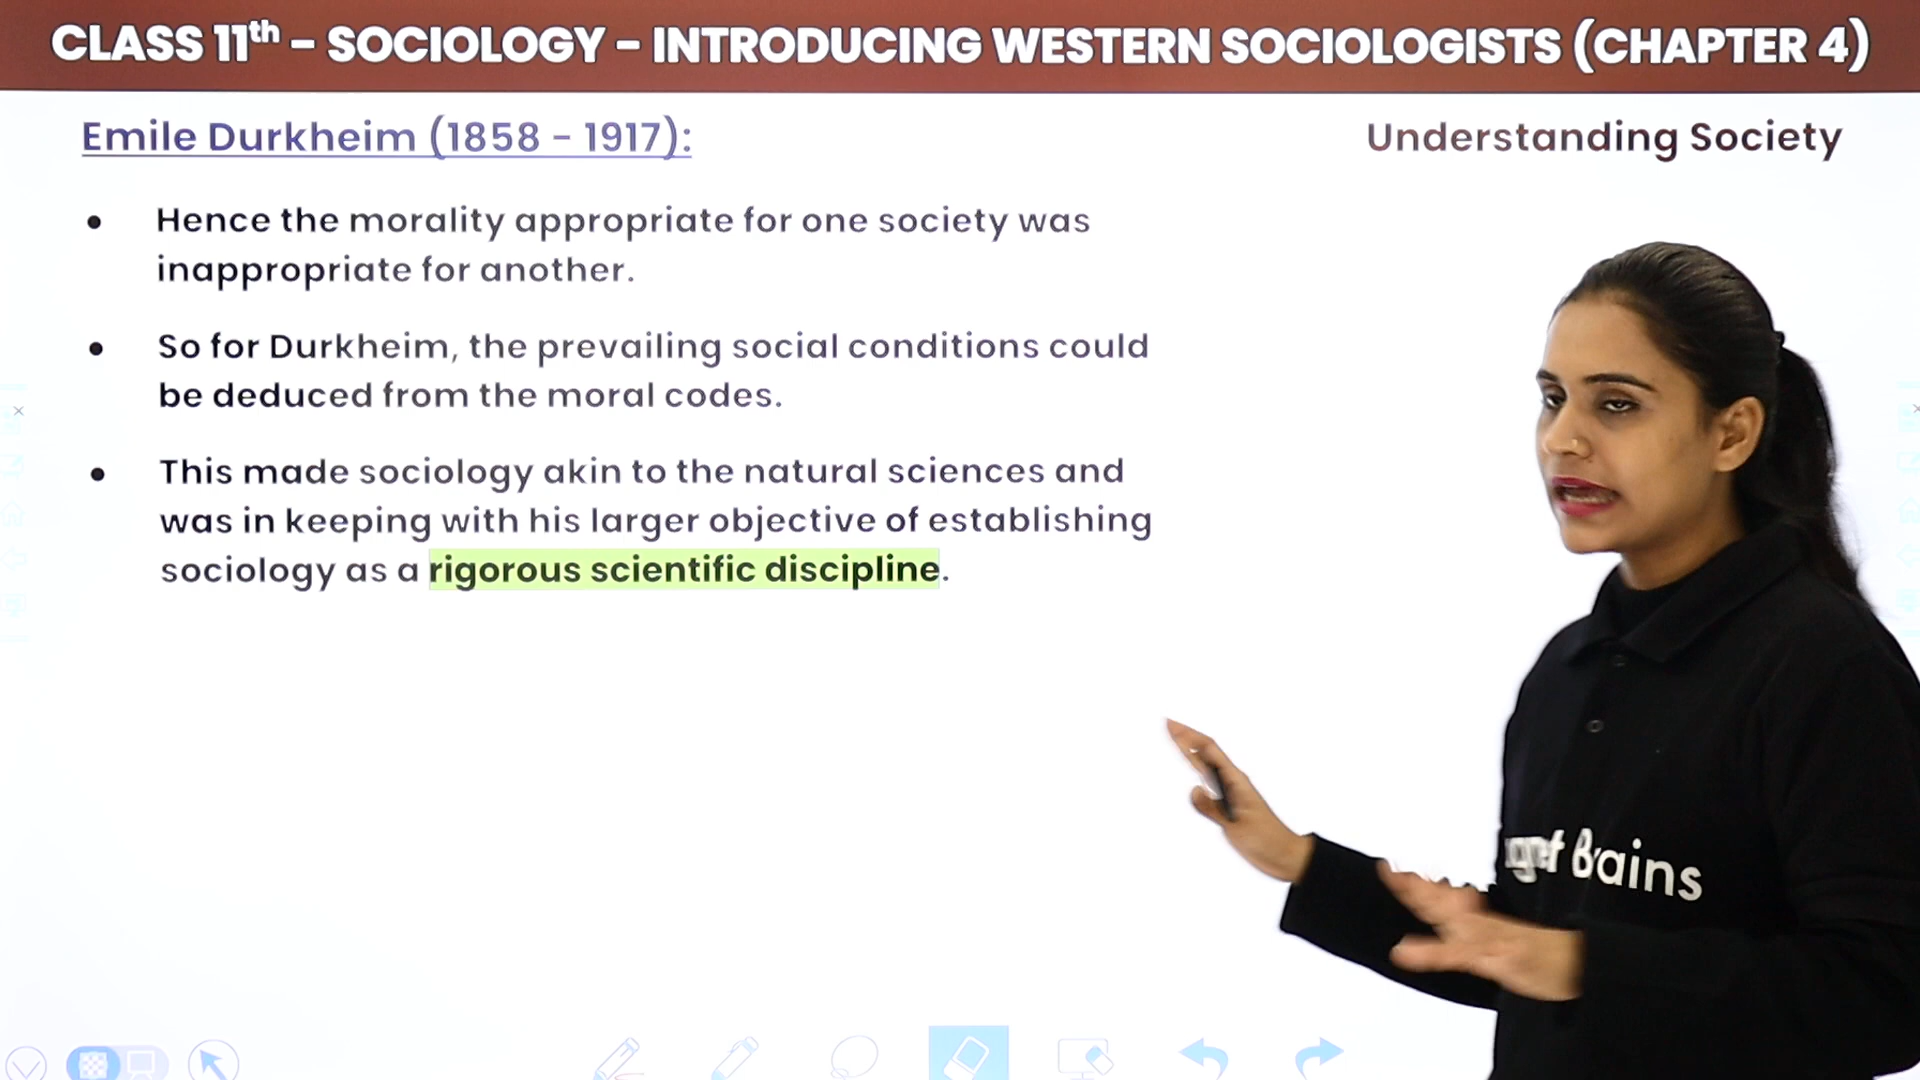 CLASS 11th – SOCIOLOGY – INTRODUCING WESTERN SOCIOLOGISTS (CHAPTER 4)
Emile Durkheim (1858 - 1917):
Understanding Society
• Hence the morality appropriate for one society was
inappropriate for another.
• So for Durkheim, the prevailing social conditions could
be deduced from the moral codes.
• This made sociology akin to the natural sciences and
was in keeping with his larger objective of establishing
sociology as a rigorous scientific discipline.
Brains